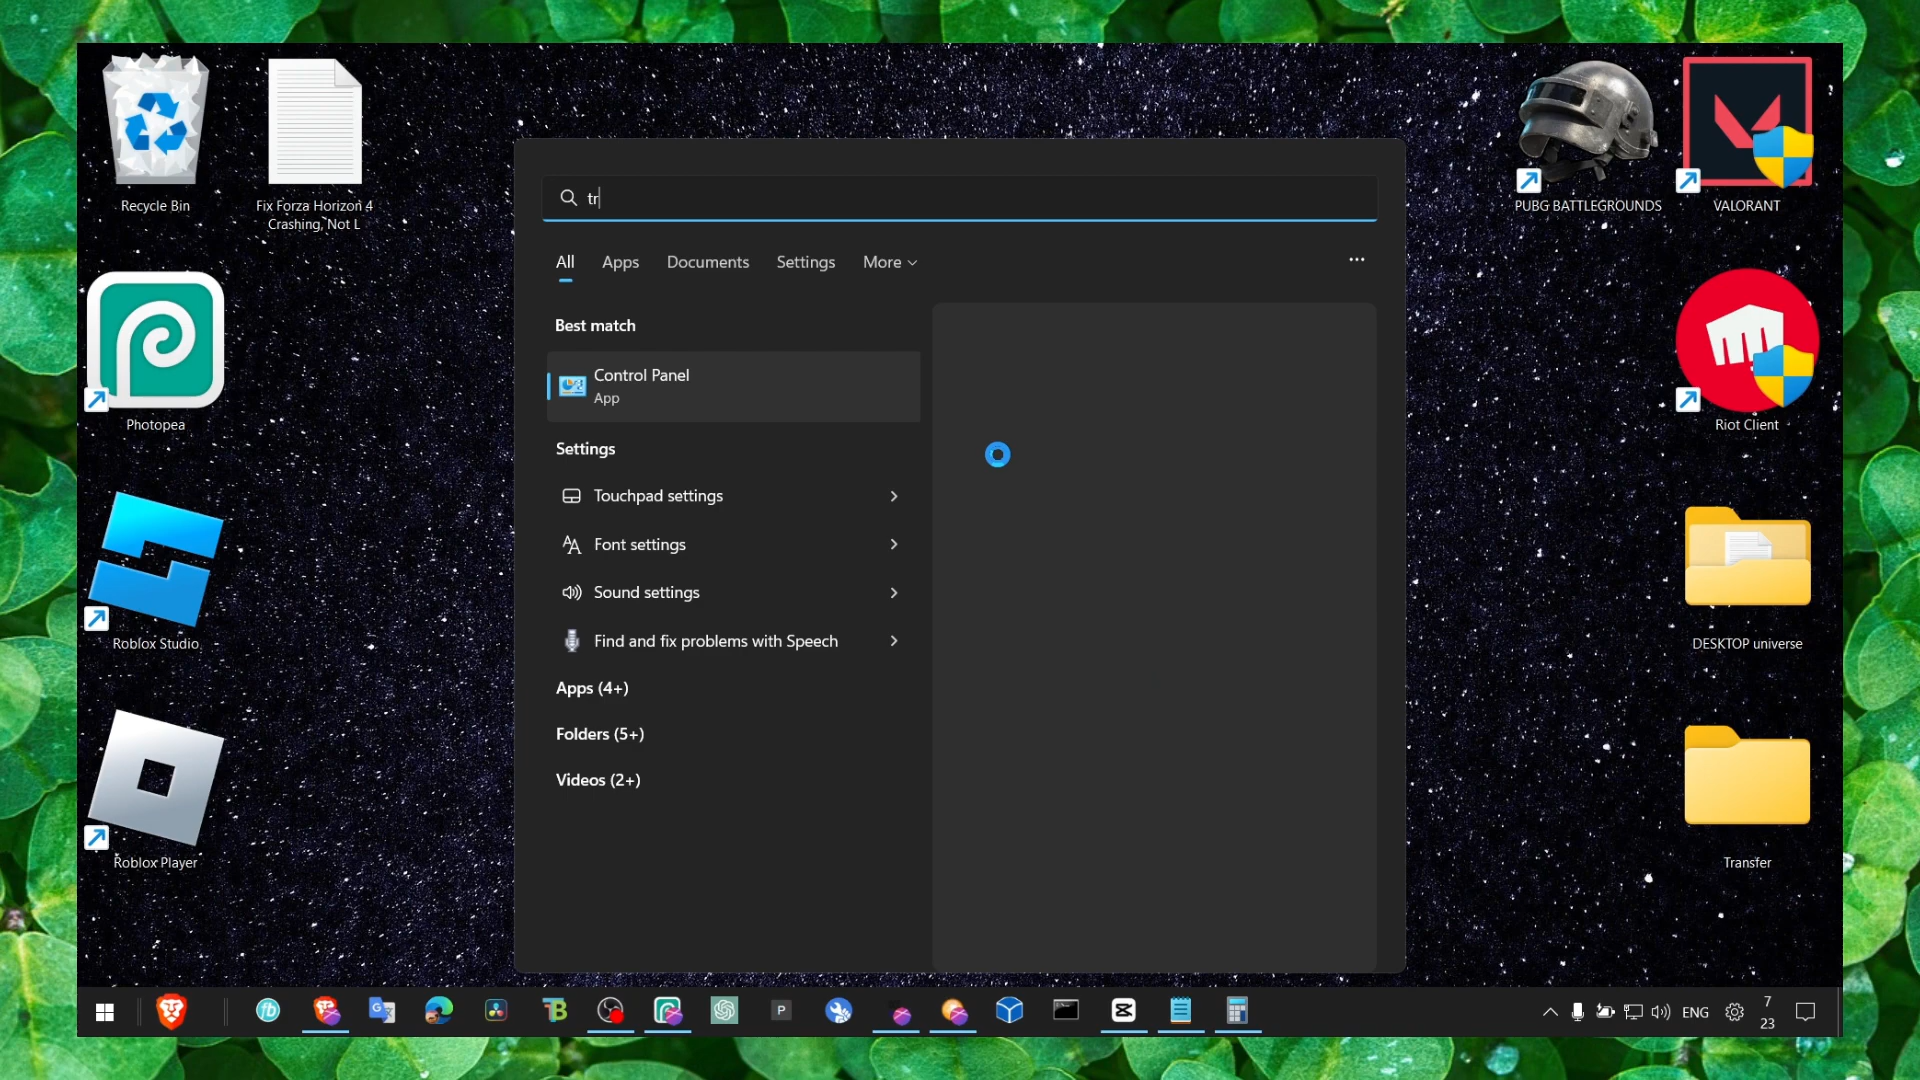 Recycle Bin
Fix Forza Horizon 4
Crashing, Not L
PUBG BATTLEGROUNDS
VALORANT
tr
All
Apps
Documents
Settings
More
Best match
Control Panel
App
Settings
Touchpad settings
Font settings
Sound settings
Find and fix problems with Speech
Apps (4+)
Folders (5+)
Videos (2+)
Photopea
Riot Client
Roblox Studio
DESKTOP universe
Roblox Player
Transfer
fb
G
TB
P
ENG
7
23